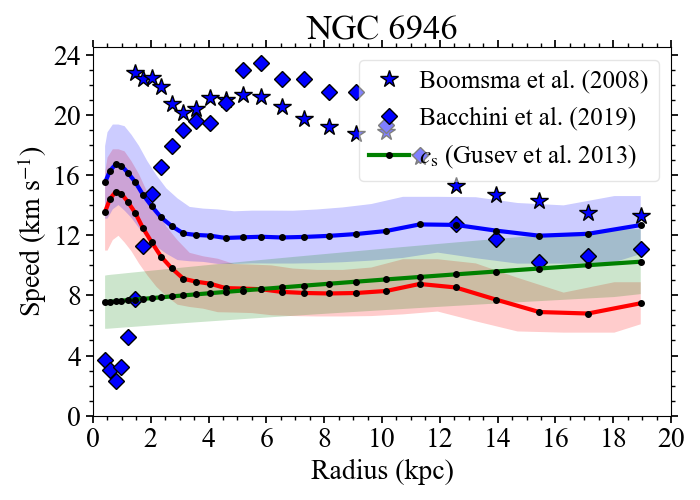 NGC 6946
24
20
16
12
8
4
0
Speed (km s⁻¹)
Boomsma et al. (2008)
Bacchini et al. (2019)
cₛ (Gusev et al. 2013)
0 2 4 6 8 10 12 14 16 18 20
Radius (kpc)